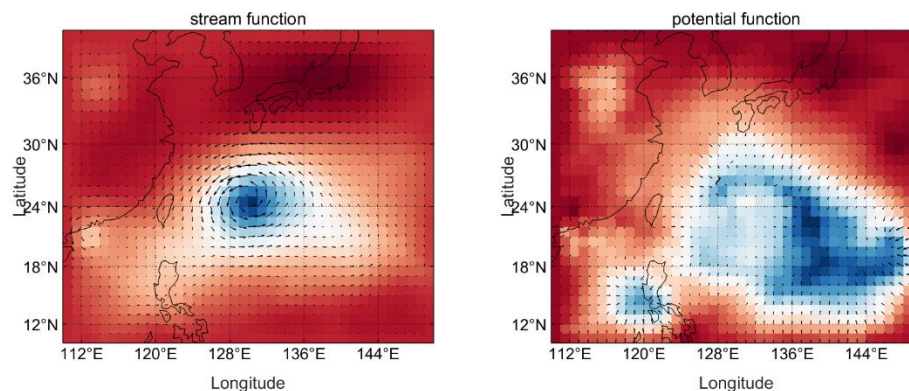 stream function
36°N
30°N
24°N
18°N
12°N
Latitude
112°E 120°E 128°E 136°E 144°E
Longitude
potential function
36°N
30°N
24°N
18°N
12°N
Latitude
112°E 120°E 128°E 136°E 144°E
Longitude